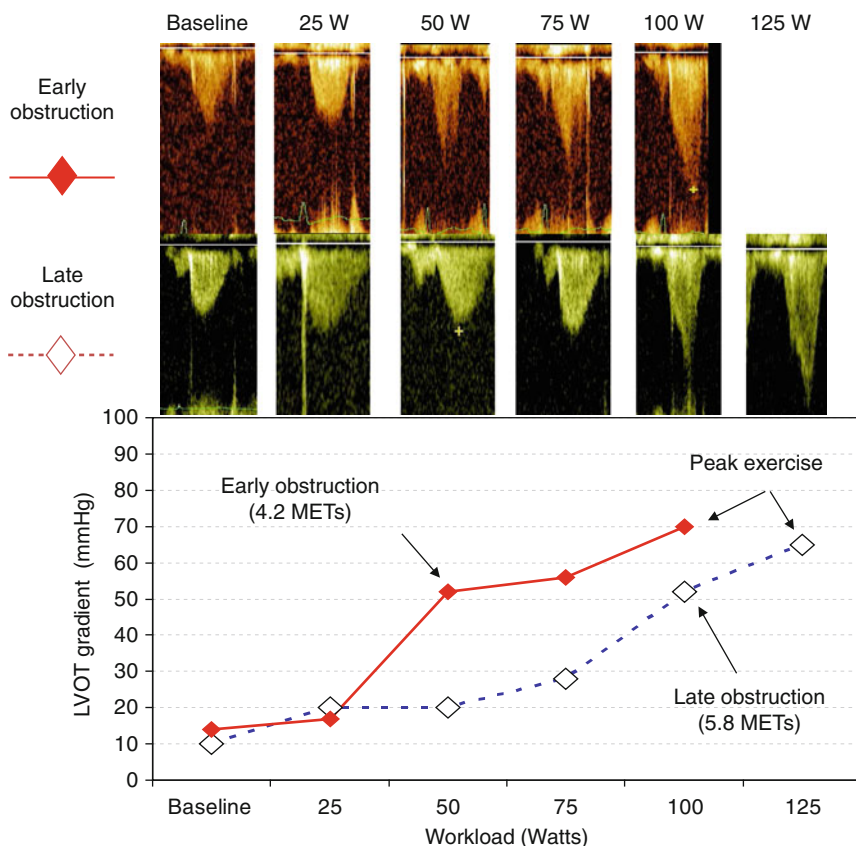 Baseline 25 W 50 W 75 W 100 W 125 W
Early
obstruction
Late
obstruction
100
90
80
70
60
50
40
30
20
10
0
LVOT gradient (mmHg)
Early obstruction
(4.2 METs)
Peak exercise
Late obstruction
(5.8 METs)
Baseline 25 50 75 100 125
Workload (Watts)